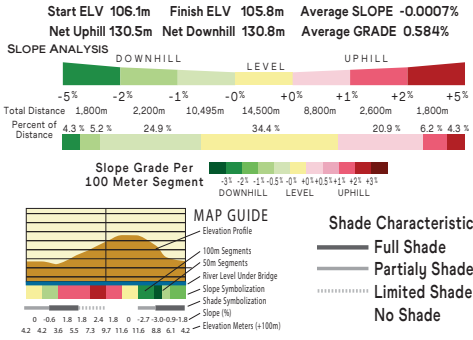 Start ELV 106.1m Finish ELV 105.8m Average SLOPE -0.0007%
Net Uphill 130.5m Net Downhill 130.8m Average GRADE 0.584%
SLOPE ANALYSIS
DOWNHILL LEVEL UPHILL
-5% -2% -1% -0% +0% +1% +2% +5%
Total Distance 1,800m 2,200m 10,495m 14,500m 8,800m 2,600m 1,800m
Percent of Distance 4.3 % 5.2 % 24.9 % 34.4 % 20.9 % 6.2 % 4.3 %
Slope Grade Per
100 Meter Segment
-3% -2% -1% -0.5% -0% +0% +0.5% +1% +2% +3%
DOWNHILL LEVEL UPHILL
MAP GUIDE
Elevation Profile
100m Segments
50m Segments
River Level Under Bridge
Slope Symbolization
Shade Symbolization
0 -0.6 1.8 1.8 2.4 1.8 0 -2.7 -3.0 -0.9 -1.8 Slope (%)
4.2 4.2 3.6 5.5 7.3 9.7 11.6 11.6 8.8 6.1 4.2 Elevation Meters (+100m)
Shade Characteristic
Full Shade
Partialy Shade
Limited Shade
No Shade